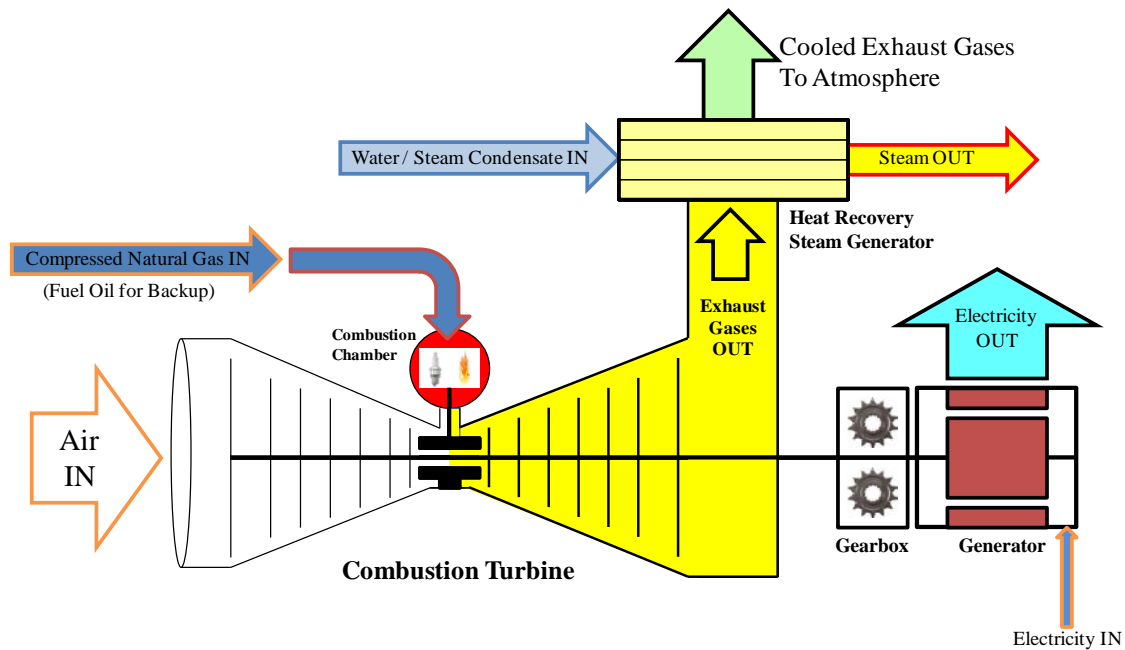 Cooled Exhaust Gases
To Atmosphere
Water / Steam Condensate IN
Steam OUT
Heat Recovery
Steam Generator
Compressed Natural Gas IN
(Fuel Oil for Backup)
Exhaust
Gases
OUT
Electricity
OUT
Combustion
Chamber
Air
IN
Gearbox
Generator
Combustion Turbine
Electricity IN